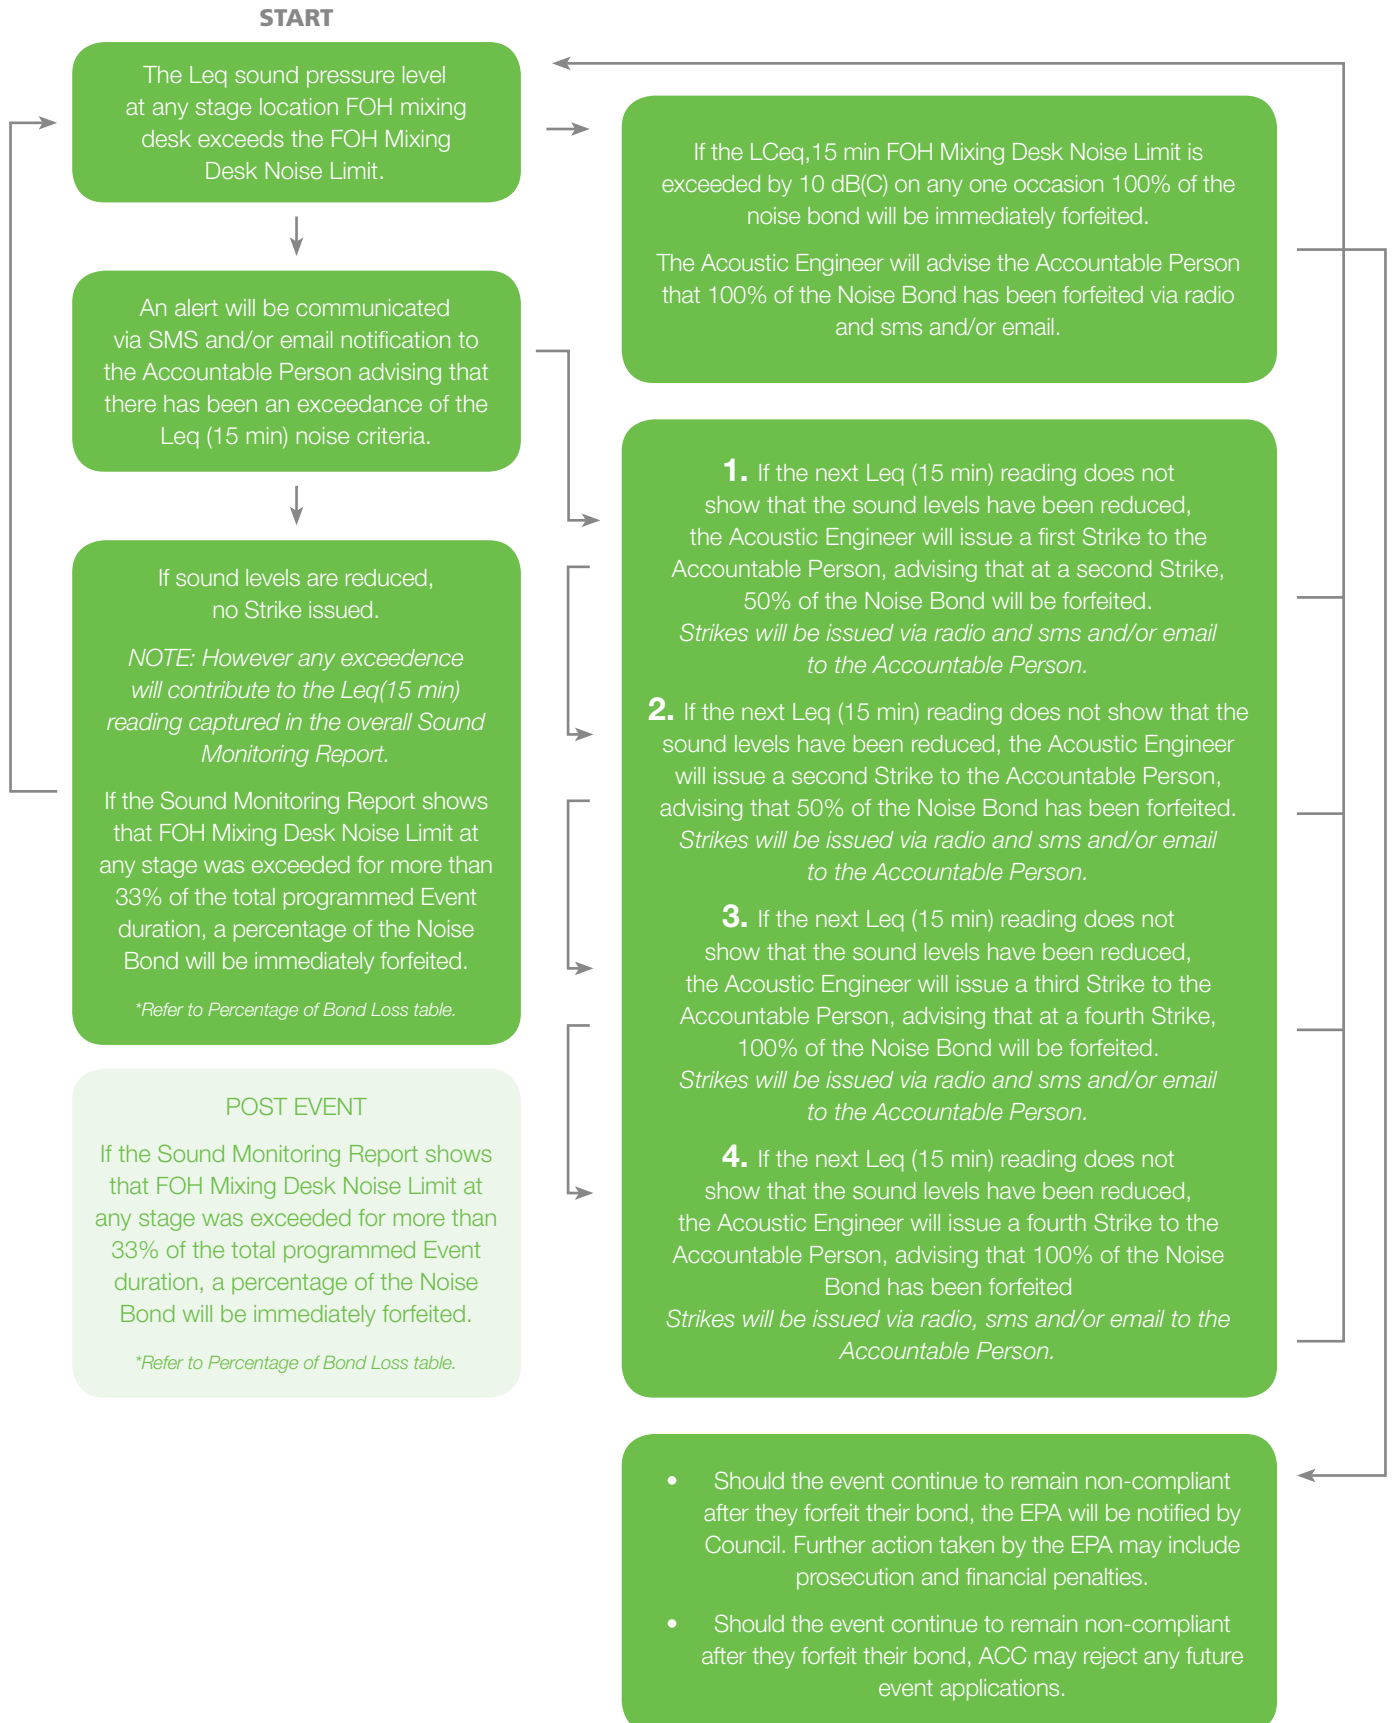 START
The Leq sound pressure level
at any stage location FOH mixing
desk exceeds the FOH Mixing
Desk Noise Limit.
If the LCeq,15 min FOH Mixing Desk Noise Limit is
exceeded by 10 dB(C) on any one occasion 100% of the
noise bond will be immediately forfeited.
The Acoustic Engineer will advise the Accountable Person
that 100% of the Noise Bond has been forfeited via radio
and sms and/or email.
An alert will be communicated
via SMS and/or email notification to
the Accountable Person advising that
there has been an exceedance of the
Leq (15 min) noise criteria.
If sound levels are reduced,
no Strike issued.
NOTE: However any exceedence
will contribute to the Leq(15 min)
reading captured in the overall Sound
Monitoring Report.
If the Sound Monitoring Report shows
that FOH Mixing Desk Noise Limit at
any stage was exceeded for more than
33% of the total programmed Event
duration, a percentage of the Noise
Bond will be immediately forfeited.
*Refer to Percentage of Bond Loss table.
POST EVENT
If the Sound Monitoring Report shows
that FOH Mixing Desk Noise Limit at
any stage was exceeded for more than
33% of the total programmed Event
duration, a percentage of the Noise
Bond will be immediately forfeited.
*Refer to Percentage of Bond Loss table.
1. If the next Leq (15 min) reading does not
show that the sound levels have been reduced,
the Acoustic Engineer will issue a first Strike to the
Accountable Person, advising that at a second Strike,
50% of the Noise Bond will be forfeited.
Strikes will be issued via radio and sms and/or email
to the Accountable Person.
2. If the next Leq (15 min) reading does not show that the
sound levels have been reduced, the Acoustic Engineer
will issue a second Strike to the Accountable Person,
advising that 50% of the Noise Bond has been forfeited.
Strikes will be issued via radio and sms and/or email
to the Accountable Person.
3. If the next Leq (15 min) reading does not
show that the sound levels have been reduced,
the Acoustic Engineer will issue a third Strike to the
Accountable Person, advising that at a fourth Strike,
100% of the Noise Bond will be forfeited.
Strikes will be issued via radio and sms and/or email
to the Accountable Person.
4. If the next Leq (15 min) reading does not
show that the sound levels have been reduced,
the Acoustic Engineer will issue a fourth Strike to the
Accountable Person, advising that 100% of the Noise
Bond has been forfeited
Strikes will be issued via radio, sms and/or email to the
Accountable Person.
• Should the event continue to remain non-compliant
after they forfeit their bond, the EPA will be notified by
Council. Further action taken by the EPA may include
prosecution and financial penalties.
• Should the event continue to remain non-compliant
after they forfeit their bond, ACC may reject any future
event applications.